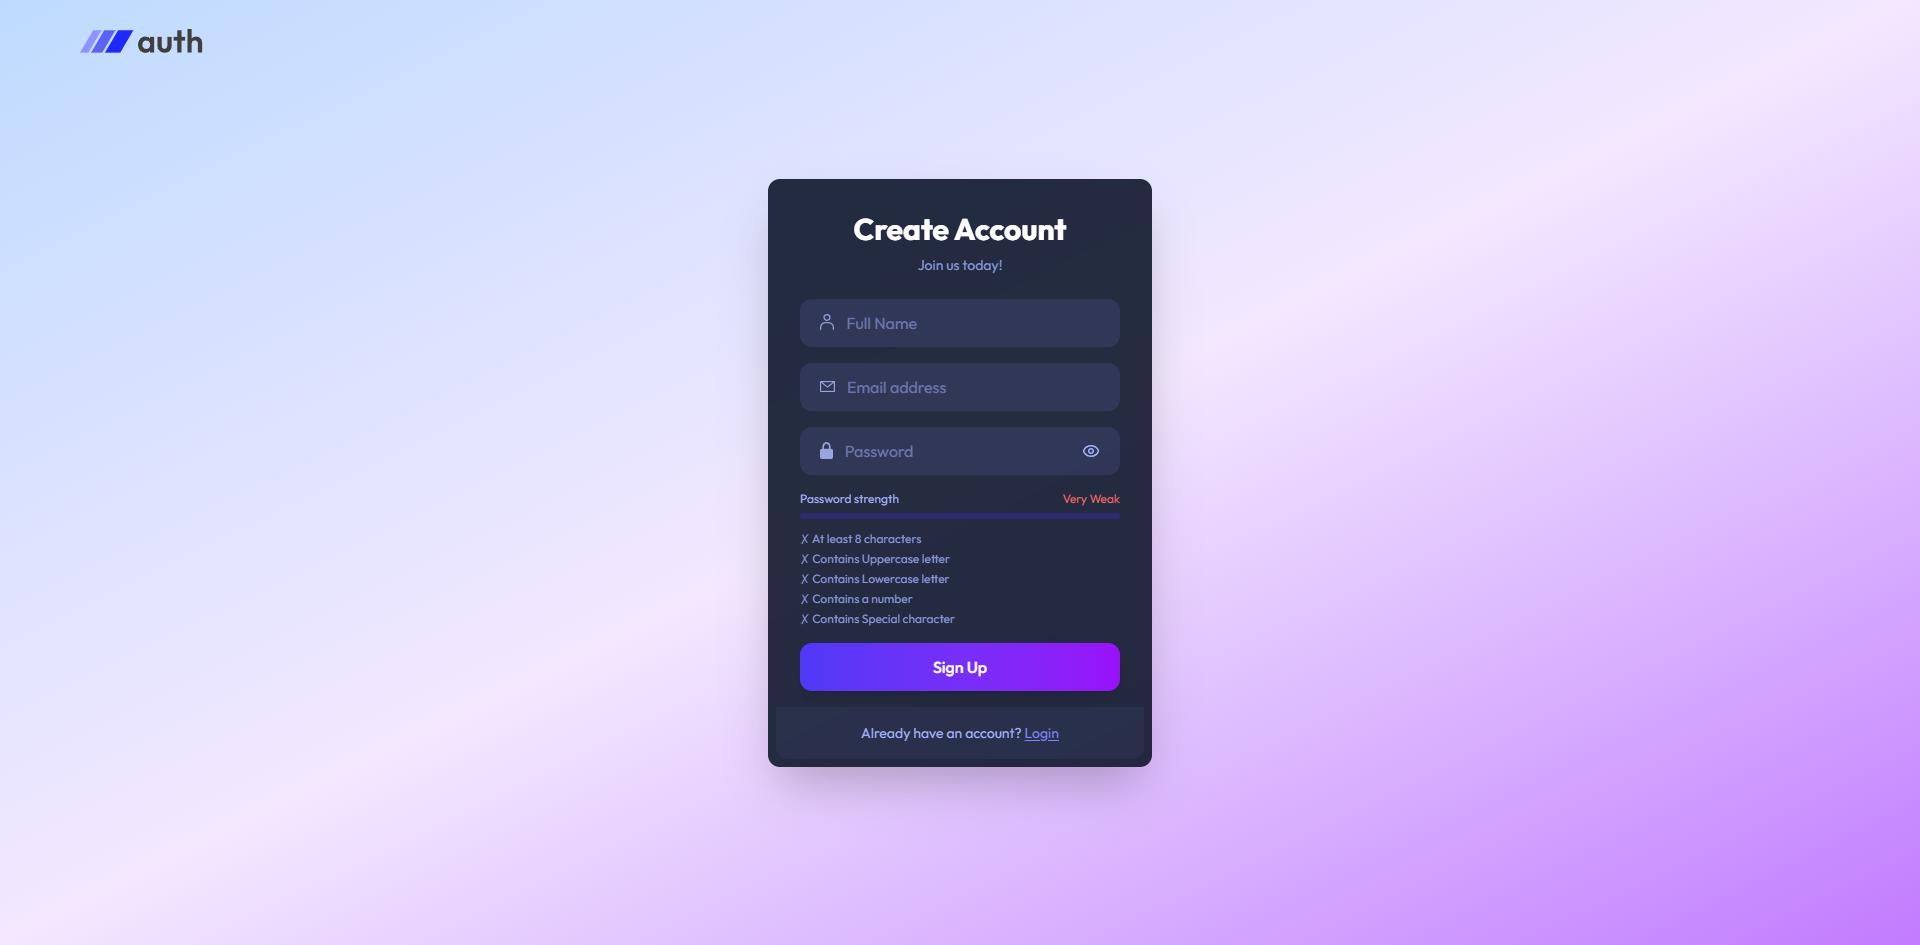 auth
Create Account
Join us today!
Full Name
Email address
Password
Password strength Very Weak
✗ At least 8 characters
✗ Contains Uppercase letter
✗ Contains Lowercase letter
✗ Contains a number
✗ Contains Special character
Sign Up
Already have an account? Login